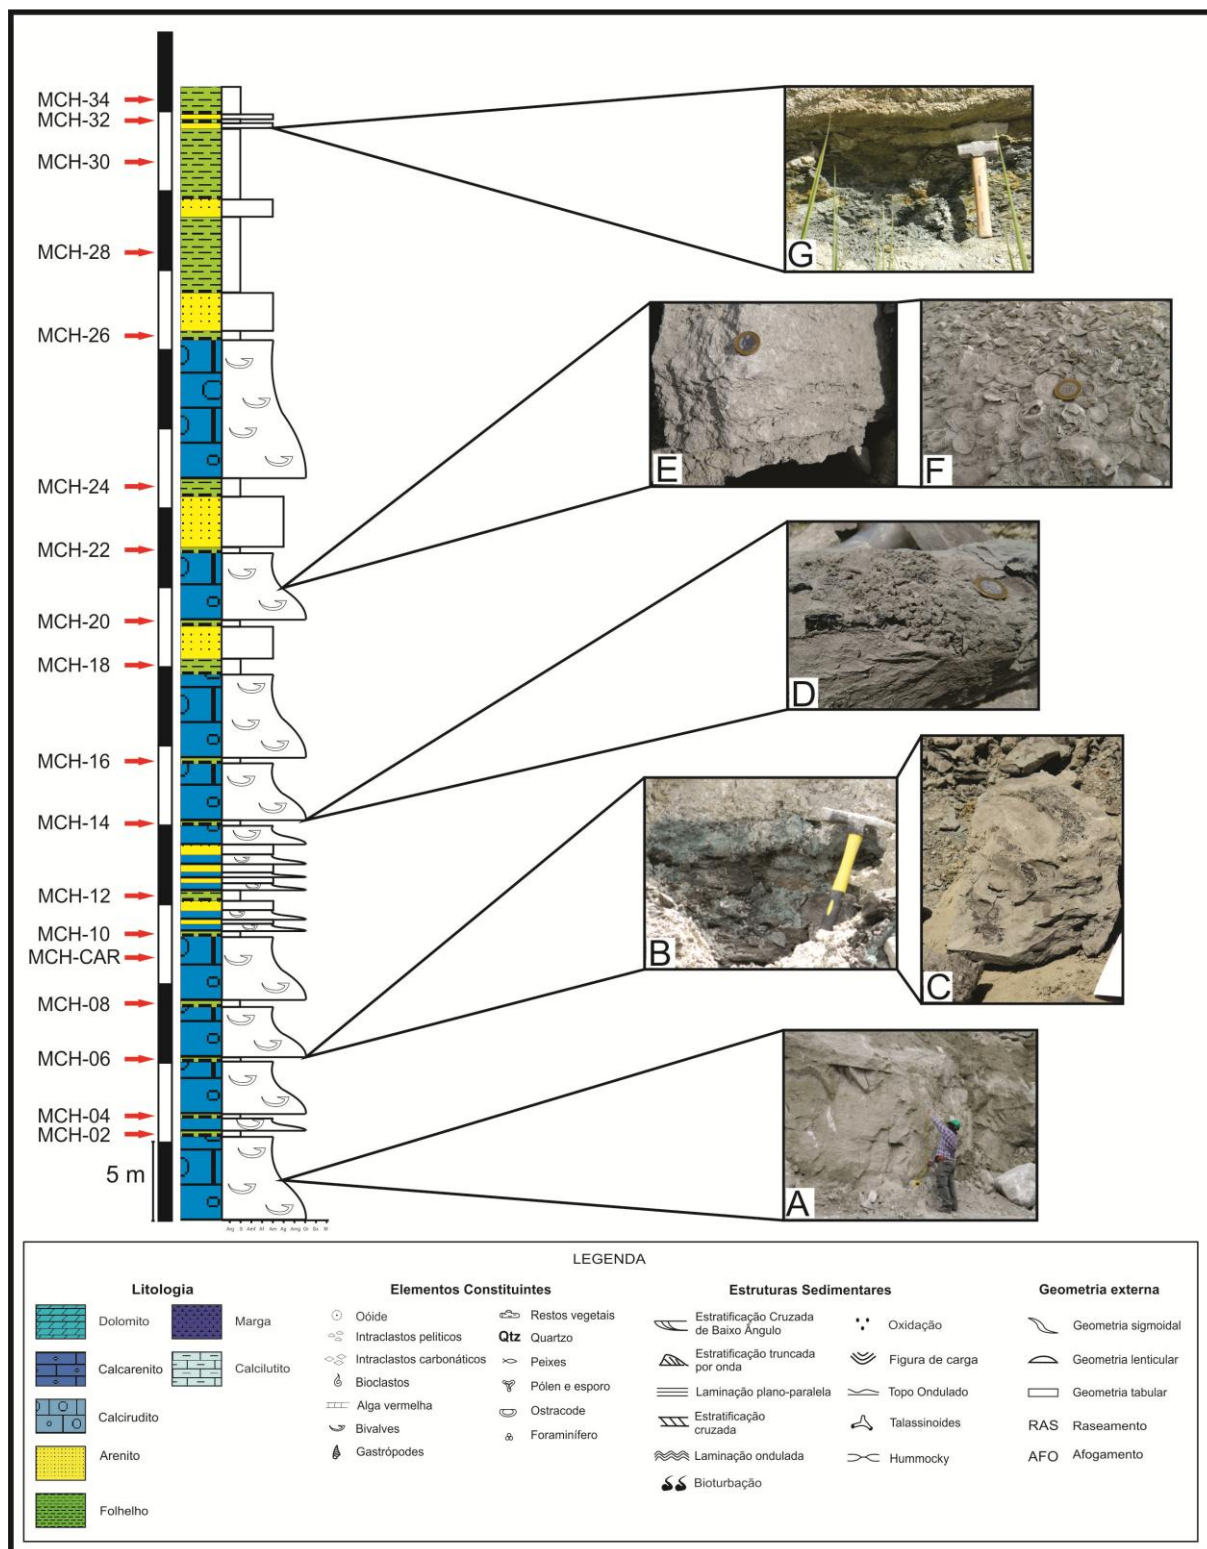 MCH-34
MCH-32
MCH-30
MCH-28
MCH-26
MCH-24
MCH-22
MCH-20
MCH-18
MCH-16
MCH-14
MCH-12
MCH-10
MCH-CAR
MCH-08
MCH-06
MCH-04
MCH-02
5 m
G
E
F
D
B
C
A
LEGENDA
Litologia
Dolomito
Marga
Calcarenito
Calcilutito
Calcirudito
Arenito
Folhelho
Elementos Constituintes
Oóide
Intraclastos pelíticos
Intraclastos carbonáticos
Bioclastos
Alga vermelha
Bivalves
Gastrópodes
Restos vegetais
Qtz Quartzo
Peixes
Pólen e esporo
Ostracode
Foraminífero
Estruturas Sedimentares
Estratificação Cruzada
de Baixo Ângulo
Estratificação truncada
por onda
Laminação plano-paralela
Estratificação
cruzada
Laminação ondulada
Bioturbação
Oxidação
Figura de carga
Topo Ondulado
Talassinoides
Hummocky
Geometria externa
Geometria sigmoidal
Geometria lenticular
Geometria tabular
RAS Raseamento
AFO Afogamento